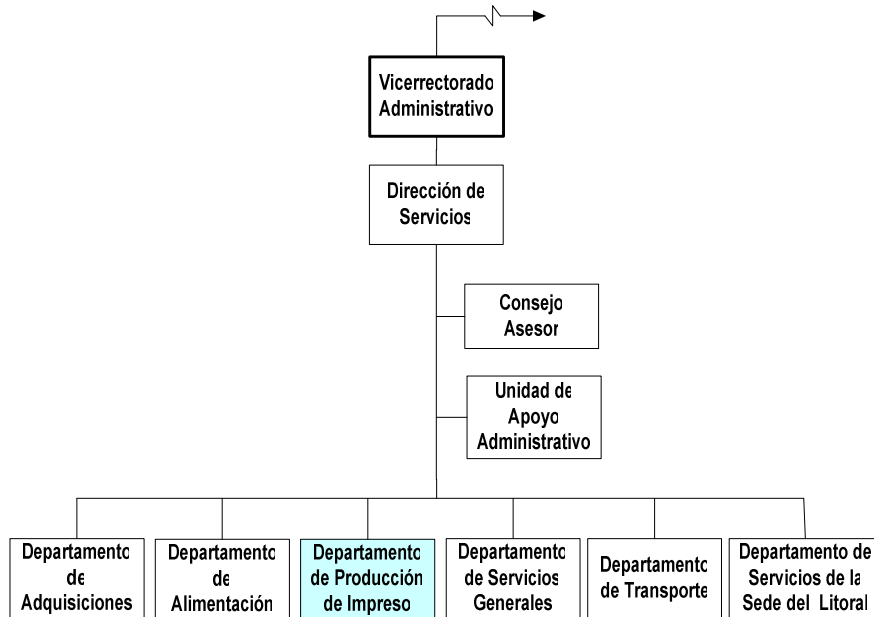 Vicerrectorado
Administrativo
Dirección de
Servicios
Consejo
Asesor
Unidad de
Apoyo
Administrativo
Departamento
de
Adquisiciones
Departamento
de
Alimentación
Departamento
de Producción
de Impreso
Departamento
de Servicios
Generales
Departamento
de Transporte
Departamento de
Servicios de la
Sede del Litoral